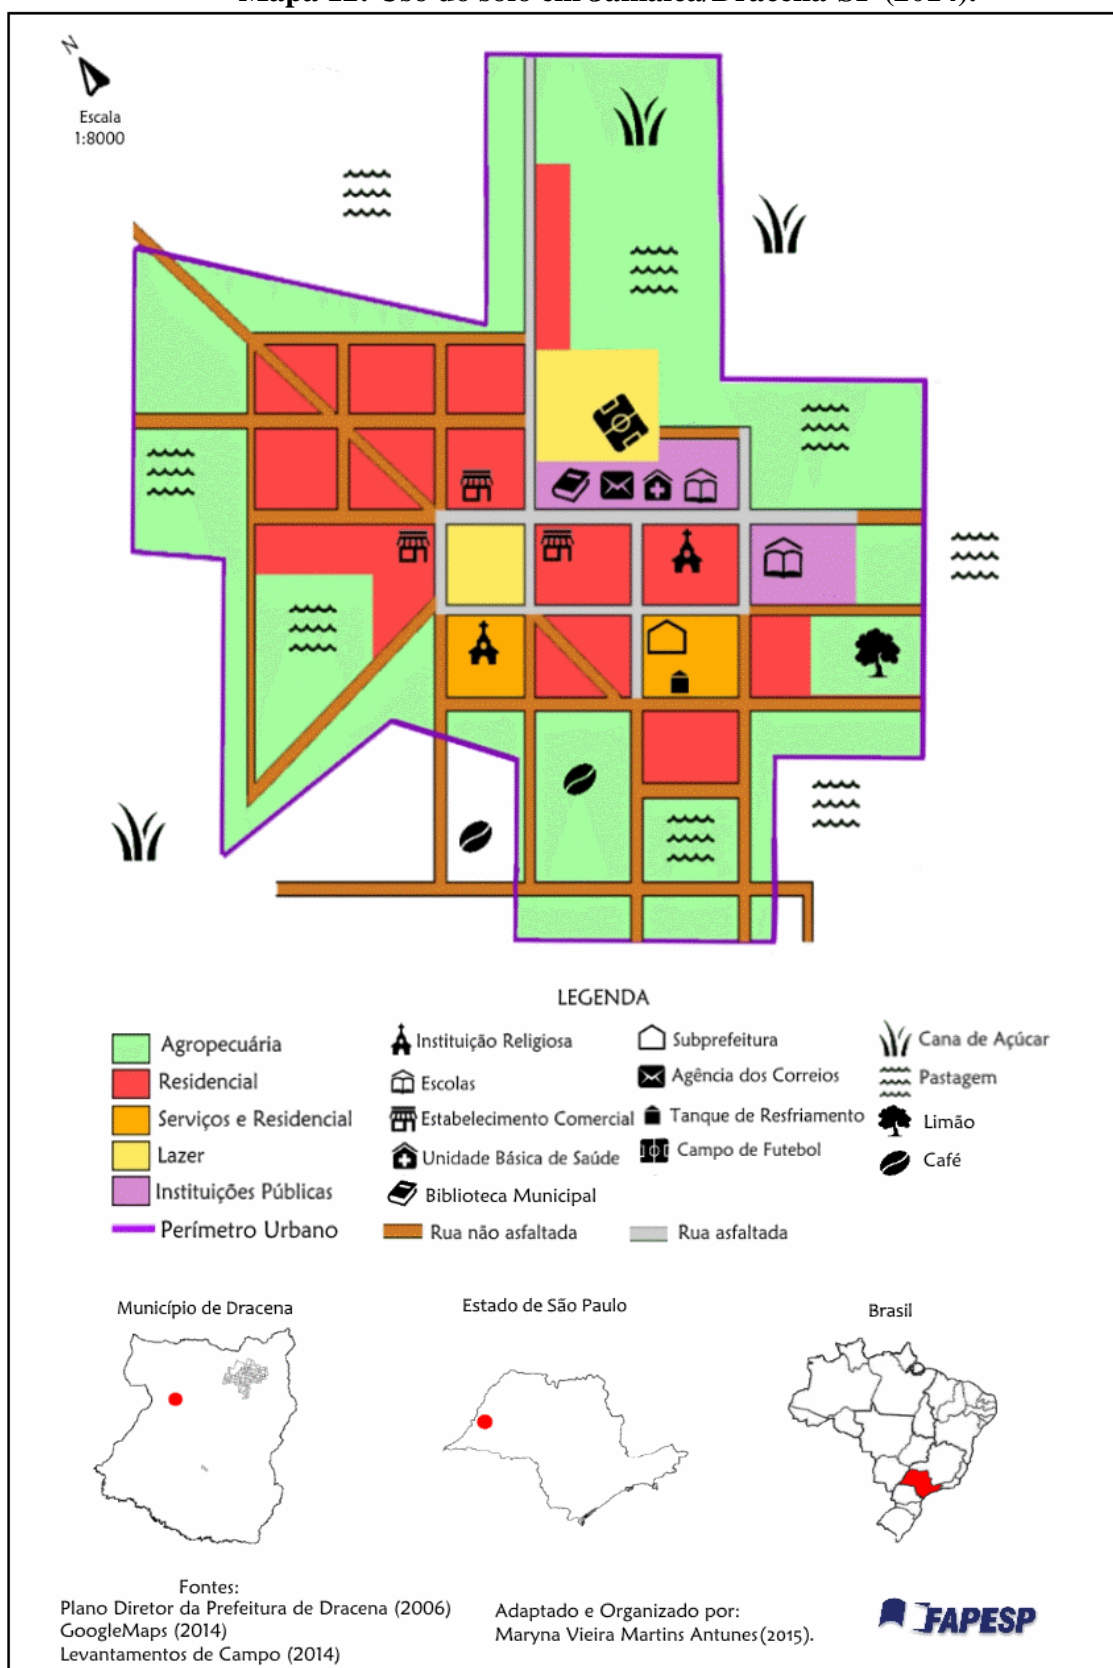 N
Escala
1:8000
LEGENDA
Agropecuária
Residencial
Serviços e Residencial
Lazer
Instituições Públicas
Perímetro Urbano
Instituição Religiosa
Escolas
Estabelecimento Comercial
Unidade Básica de Saúde
Biblioteca Municipal
Rua não asfaltada
Subprefeitura
Agência dos Correios
Tanque de Resfriamento
Campo de Futebol
Rua asfaltada
Cana de Açúcar
Pastagem
Limão
Café
Município de Dracena
Estado de São Paulo
Brasil
Fontes:
Plano Diretor da Prefeitura de Dracena (2006)
GoogleMaps (2014)
Levantamentos de Campo (2014)
Adaptado e Organizado por:
Maryna Vieira Martins Antunes(2015).
FAPESP